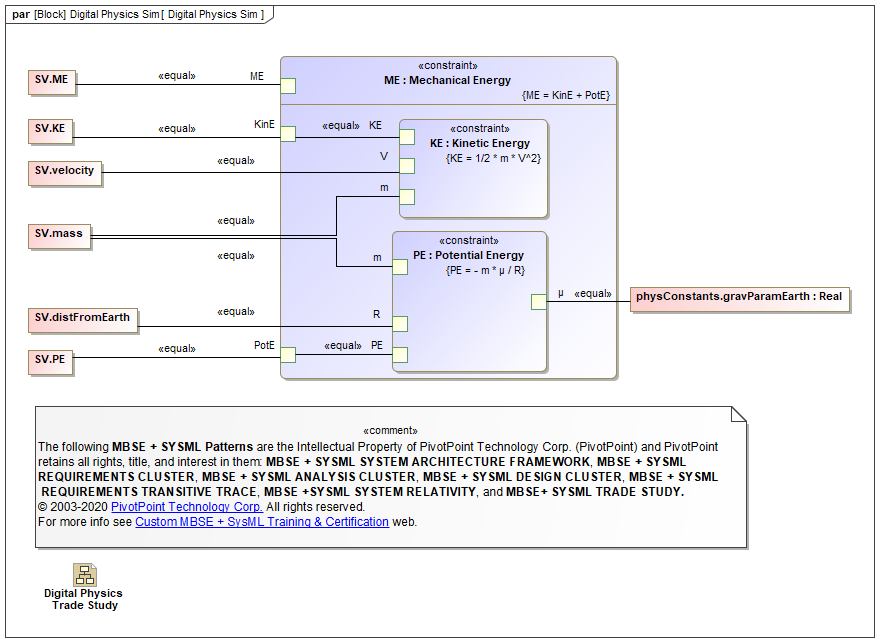 par [Block] Digital Physics Sim [ Digital Physics Sim ]
«constraint»
ME : Mechanical Energy
{ME = KinE + PotE}
SV.ME
«equal»
ME
SV.KE
«equal»
KinE
«equal»
KE
«constraint»
KE : Kinetic Energy
{KE = 1/2 * m * V^2}
SV.velocity
«equal»
V
m
SV.mass
«equal»
«equal»
m
«constraint»
PE : Potential Energy
{PE = - m * μ / R}
μ
«equal»
physConstants.gravParamEarth : Real
SV.distFromEarth
«equal»
R
SV.PE
«equal»
PotE
«equal»
PE
«comment»
The following MBSE + SYSML Patterns are the Intellectual Property of PivotPoint Technology Corp. (PivotPoint) and PivotPoint
retains all rights, title, and interest in them: MBSE + SYSML SYSTEM ARCHITECTURE FRAMEWORK, MBSE + SYSML
REQUIREMENTS CLUSTER, MBSE + SYSML ANALYSIS CLUSTER, MBSE + SYSML DESIGN CLUSTER, MBSE + SYSML
REQUIREMENTS TRANSITIVE TRACE, MBSE +SYSML SYSTEM RELATIVITY, and MBSE+ SYSML TRADE STUDY.
© 2003-2020 PivotPoint Technology Corp. All rights reserved.
For more info see Custom MBSE + SysML Training & Certification web.
Digital Physics
Trade Study